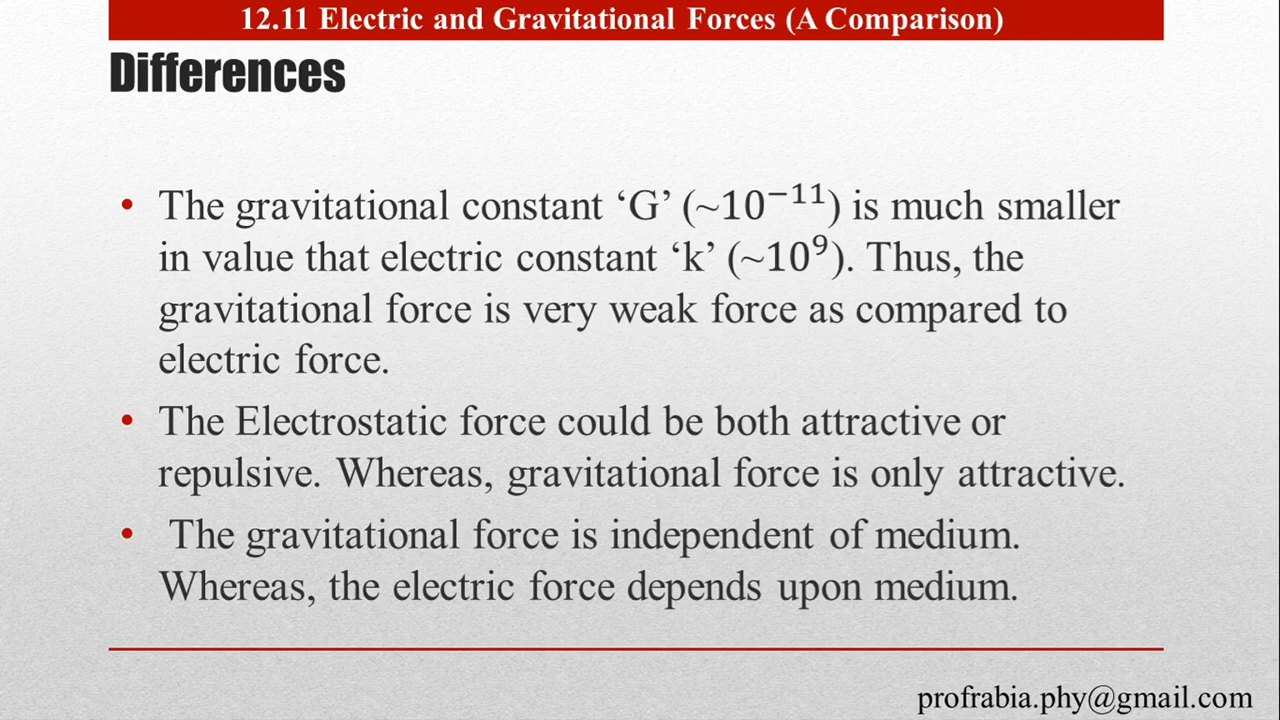 12.11 Electric and Gravitational Forces (A Comparison)
Differences
• The gravitational constant ‘G’ (~10⁻¹¹) is much smaller
in value that electric constant ‘k’ (~10⁹). Thus, the
gravitational force is very weak force as compared to
electric force.
• The Electrostatic force could be both attractive or
repulsive. Whereas, gravitational force is only attractive.
• The gravitational force is independent of medium.
Whereas, the electric force depends upon medium.
profrabia.phy@gmail.com